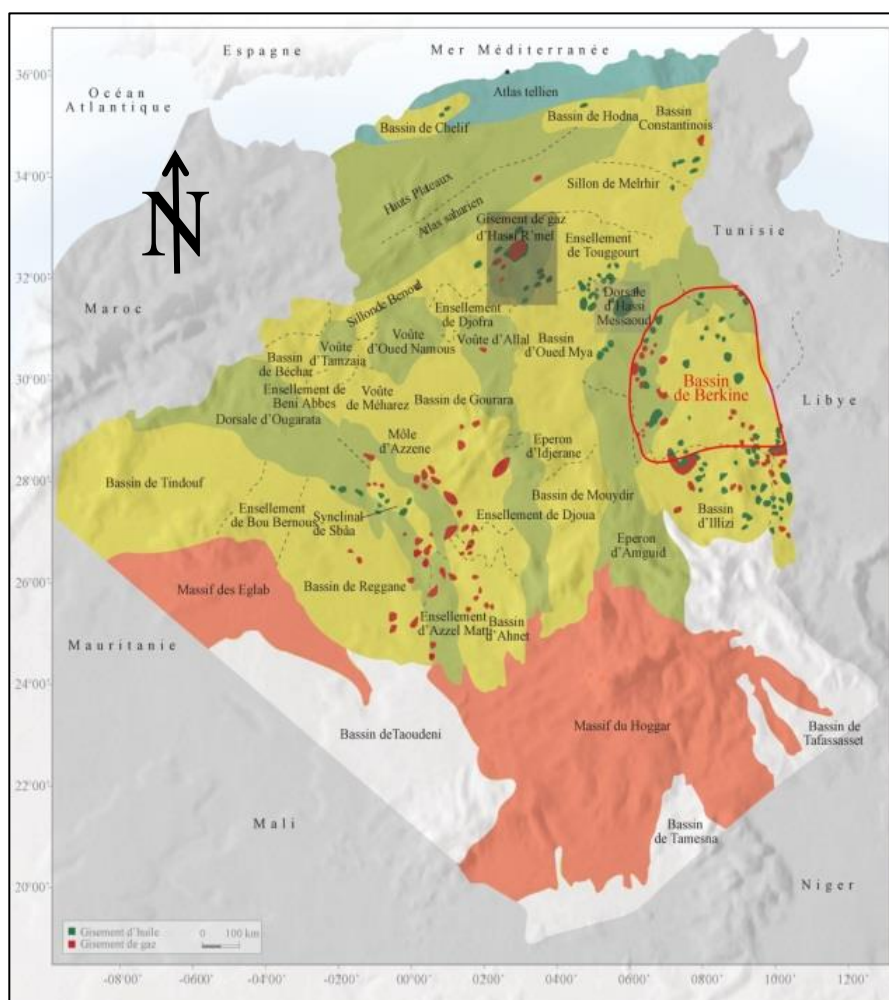 Espagne
Mer Méditerranée
36°00'
Océan
Atlantique
Atlas tellien
Bassin de Chelif
Bassin de Hodna
Bassin
Constantinois
34°00'
N
Hauts Plateaux
Atlas saharien
Sillon de Melrhir
Gisement de gaz
d'Hassi R'mel
Tunisie
Ensellement
de Touggourt
32°00'
Maroc
Dorsale
d'Hassi
Messaoud
Ensellement
de Djofra
Voûte
d'Oued Namous
Voûte d'Allal
Voûte
d'Tamzaia
Bassin
d'Oued Mya
Bassin
de Béchar
30°00'
Ensellement de
Beni Abbes
Voûte
de Méharez
Bassin de Gourara
Bassin
de Berkine
Libye
Dorsale d'Ougarata
Môle
d'Azzene
Eperon
d'Idjerane
28°00'
Bassin de Tindouf
Ensellement
de Bou Bernous
Synclinal
de Sbâa
Bassin de Mouydir
Ensellement de Djoua
Bassin
d'Illizi
Eperon
d'Amguid
26°00'
Massif des Eglab
Bassin de Reggane
Ensellement
d'Azzel Matti
Bassin
d'Ahnet
Mauritanie
24°00'
Bassin deTaoudeni
Massif du Hoggar
Bassin de
Tafassasset
22°00'
Mali
Bassin
de Tamesna
20°00'
Niger
Gisement d'huile
Gisement de gaz
0 100 km
-08°00' -06°00' -04°00' -02°00' 00°00' 02°00' 04°00' 06°00' 08°00' 10°00' 12°00'